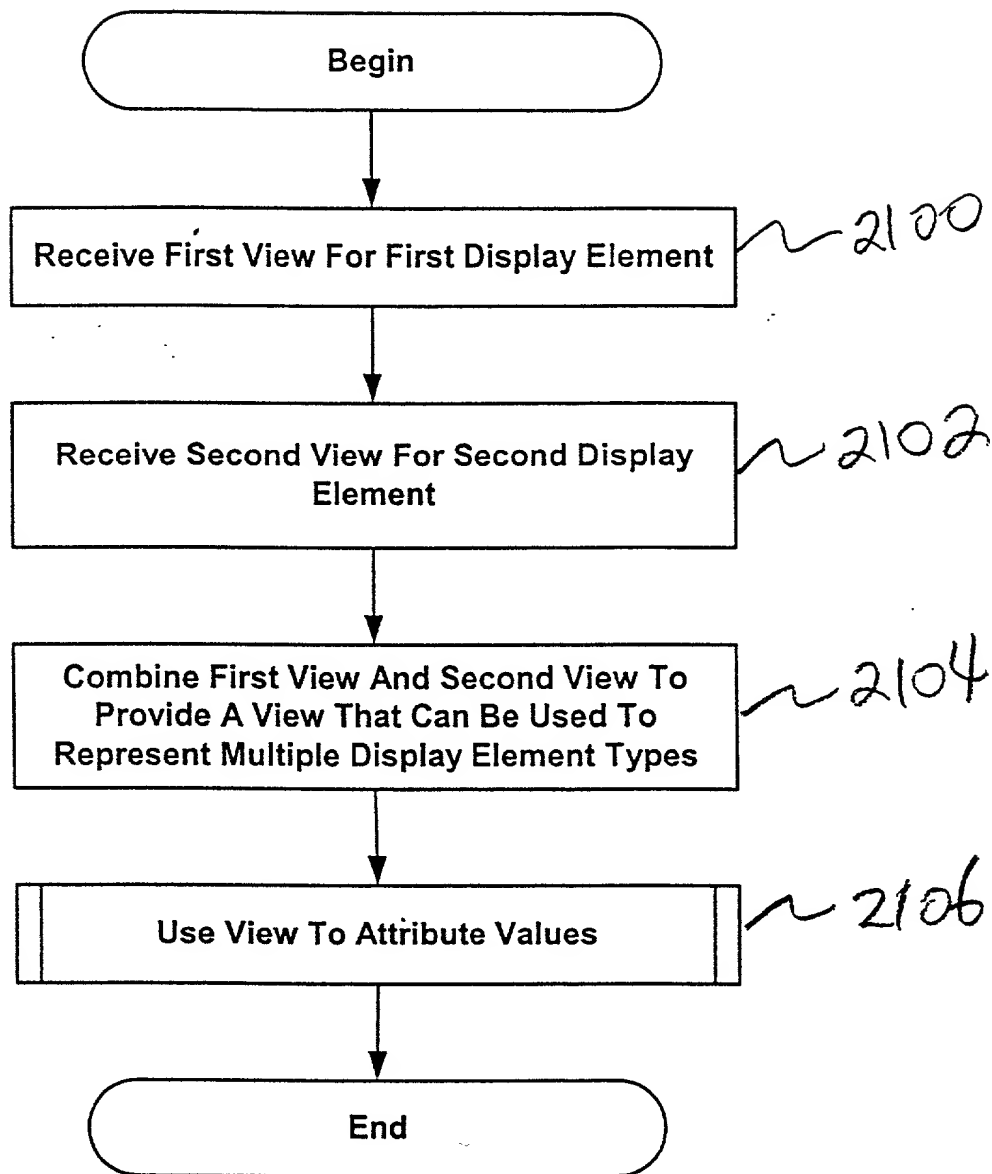 Begin
Receive First View For First Display Element
2100
Receive Second View For Second Display
Element
2102
Combine First View And Second View To
Provide A View That Can Be Used To
Represent Multiple Display Element Types
2104
Use View To Attribute Values
2106
End